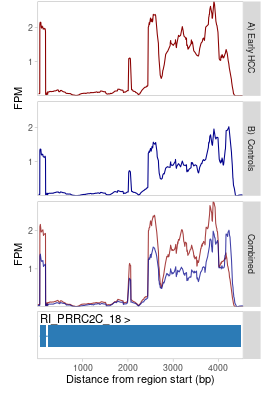 A) Early HCC
2
1
B) Controls
2
1
Combined
2
1
FPM
FPM
RI_PRRC2C_18 >
1000 2000 3000 4000
Distance from region start (bp)